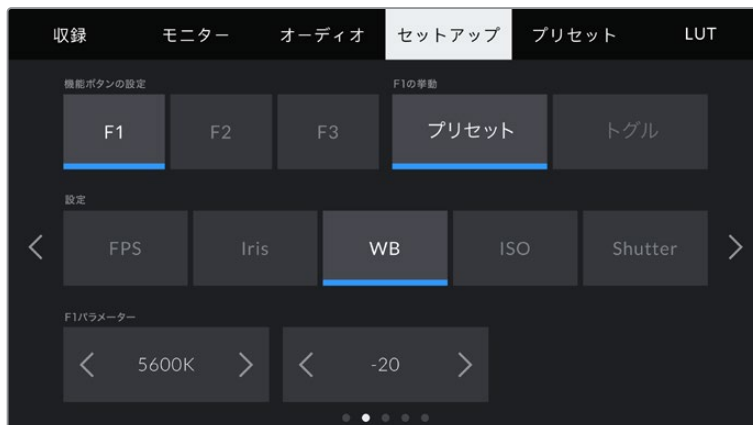 収録 モニター オーディオ セットアップ プリセット LUT
機能ボタンの設定 F1の挙動
F1 F2 F3 プリセット トグル
設定
FPS Iris WB ISO Shutter
F1パラメーター
5600K -20